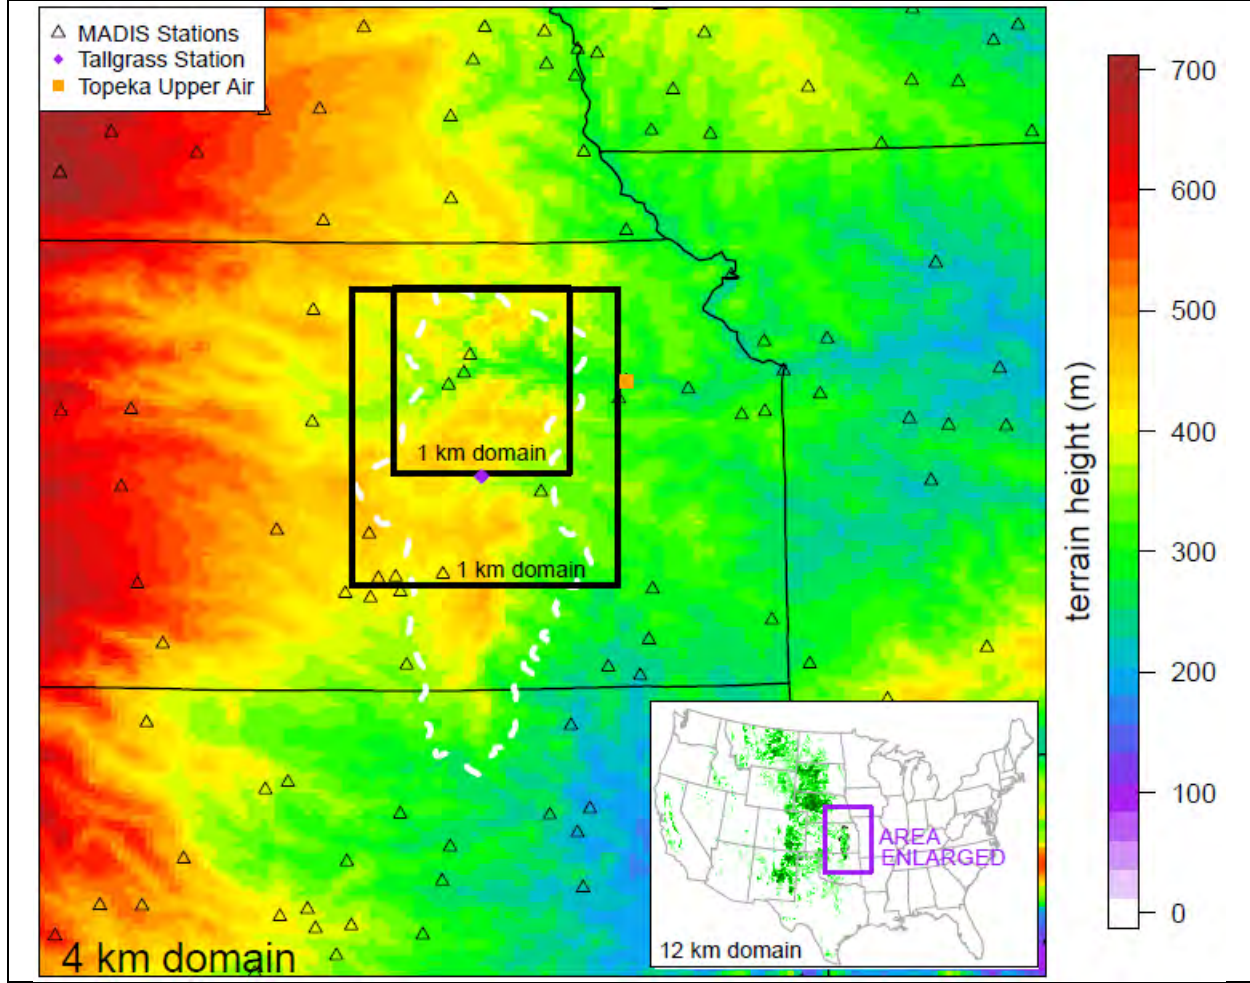 MADIS Stations
Tallgrass Station
Topeka Upper Air
1 km domain
1 km domain
4 km domain
AREA
ENLARGED
12 km domain
700
600
500
400
300
200
100
0
terrain height (m)